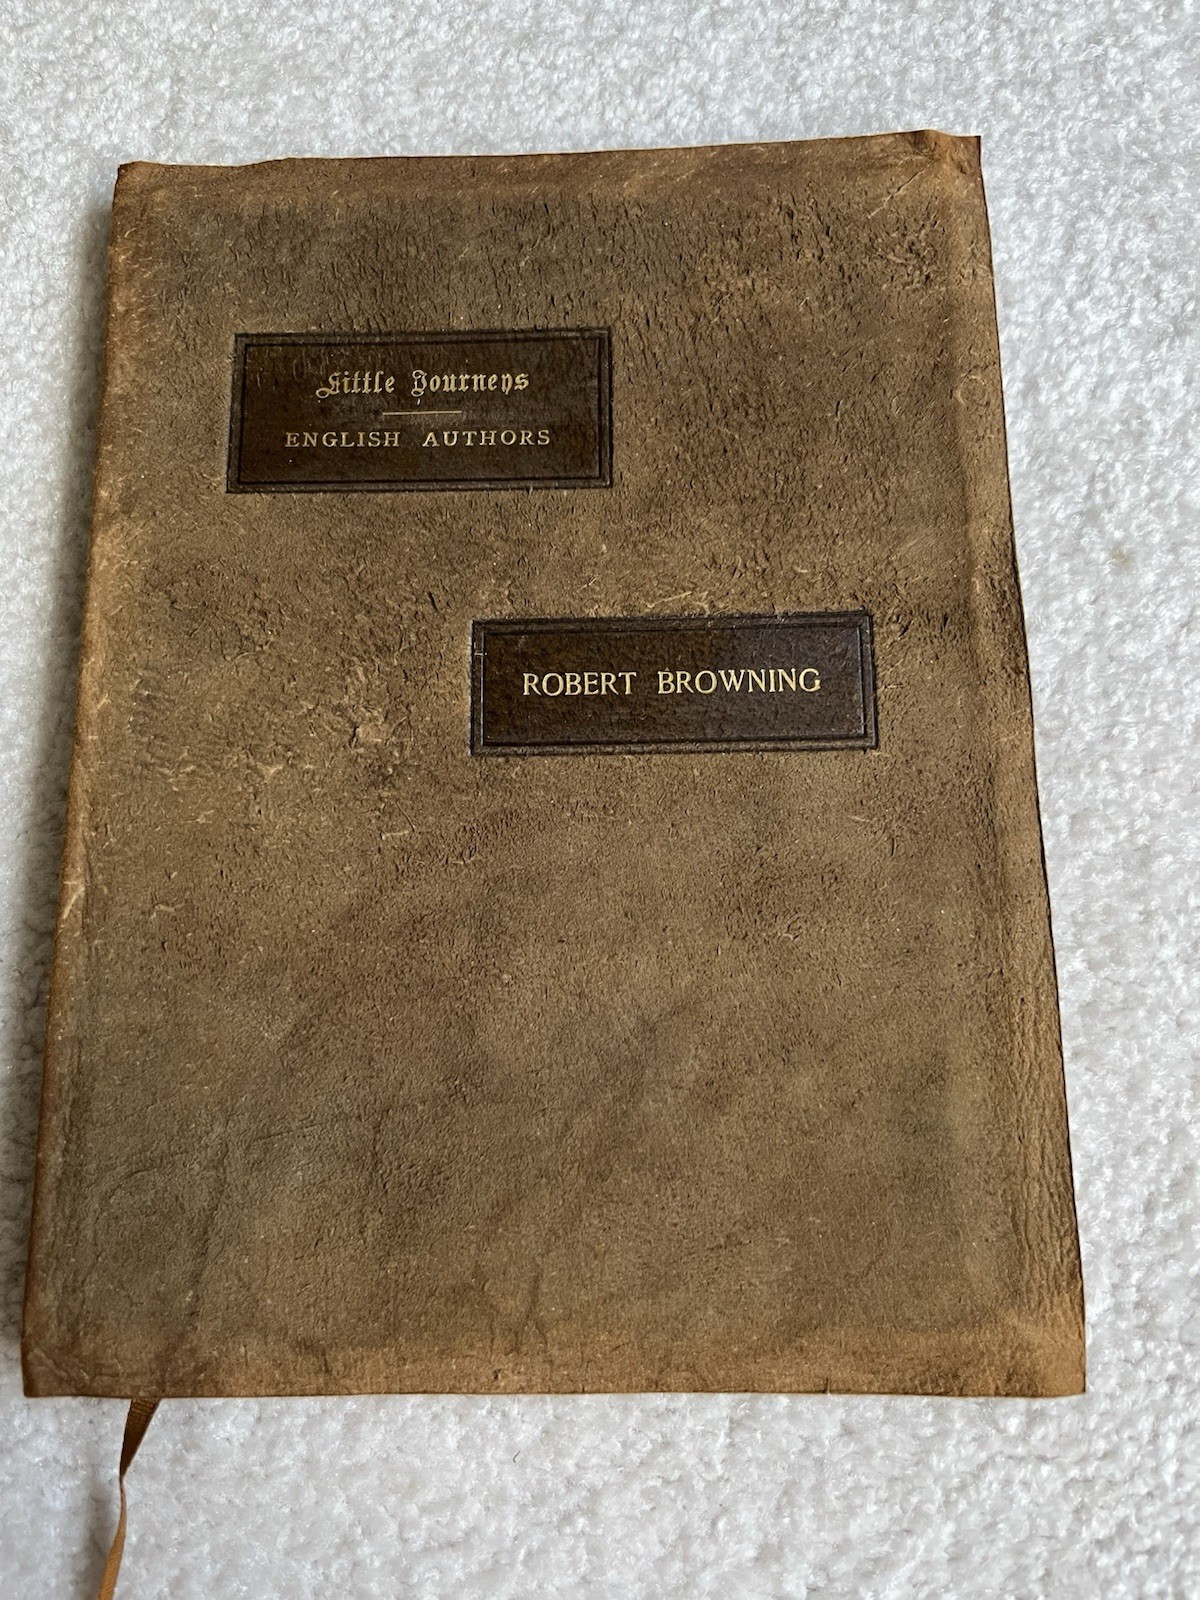 Little Journeys
ENGLISH AUTHORS
ROBERT BROWNING